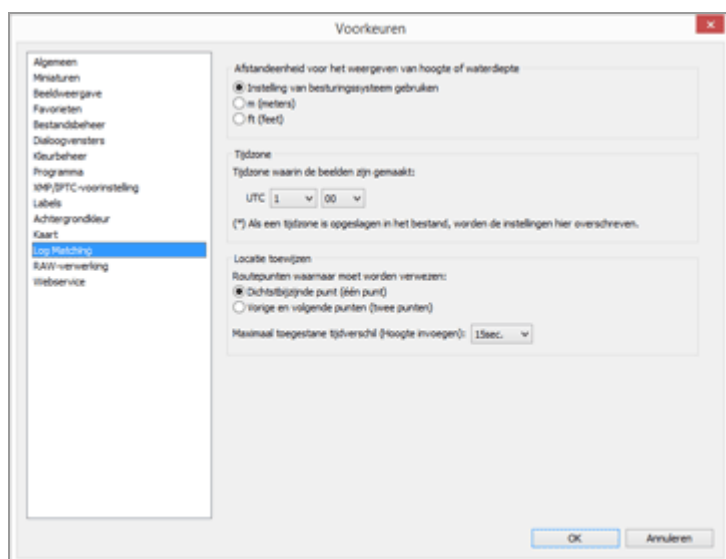 Voorkeuren
Algemeen
Miniaturen
Beeldweergave
Favorieten
Bestandsbeheer
Dialoogvensters
Kleurbeheer
Programma
XMP/IPTC-voorinstelling
Labels
Achtergrondkleur
Kaart
Log Matching
RAW-verwerking
Webservice
Afstandeenheid voor het weergeven van hoogte of waterdiepte
Instelling van besturingssysteem gebruiken
m (meters)
ft (feet)
Tijdzone
Tijdzone waarin de beelden zijn gemaakt:
UTC 1 00
(*) Als een tijdzone is opgeslagen in het bestand, worden de instellingen hier overschreven.
Locatie toewijzen
Routepunten waarnaar moet worden verwezen:
Dichtstbijzijnde punt (één punt)
Vorige en volgende punten (twee punten)
Maximaal toegestane tijdverschil (Hoogte invoegen): 15sec.
OK Annuleren